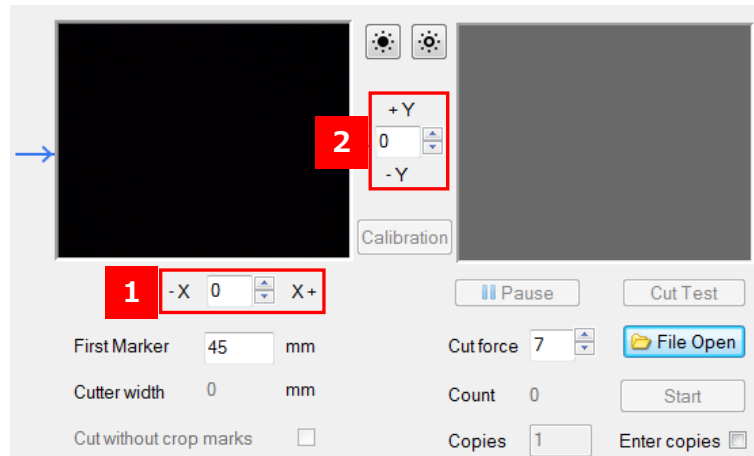 +Y
2
0
-Y
Calibration
1
-X 0 X+
Pause
Cut Test
First Marker 45 mm
Cut force 7
File Open
Cutter width 0 mm
Count 0
Start
Cut without crop marks
Copies 1
Enter copies